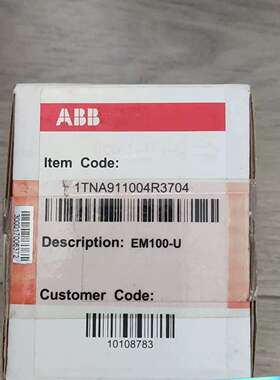 ABB
Item Code:
1TNA911004R3704
Description: EM100-U
Customer Code:
10108783